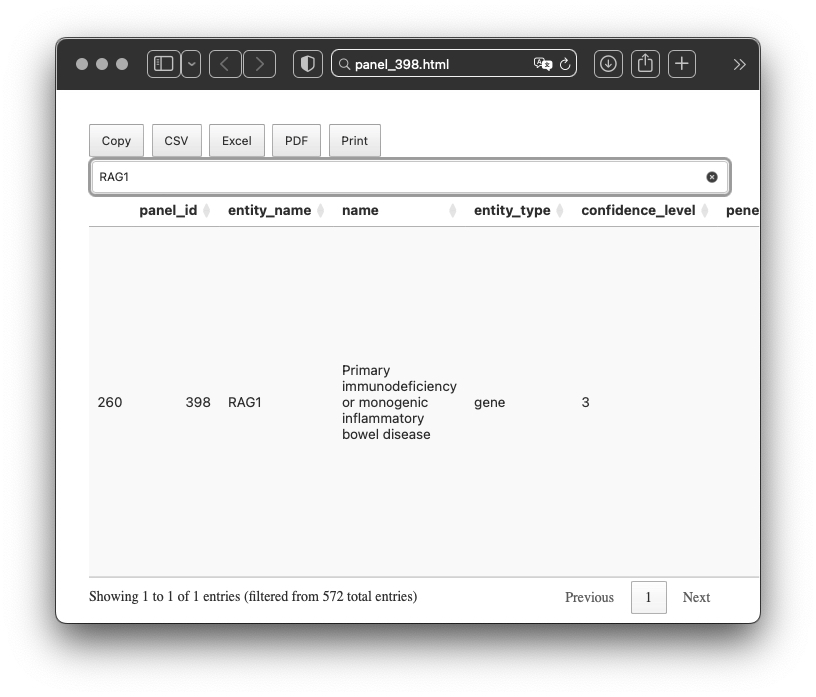 panel_398.html
Copy CSV Excel PDF Print
RAG1
panel_id entity_name name entity_type confidence_level pene
260 398 RAG1 Primary immunodeficiency or monogenic inflammatory bowel disease gene 3
Showing 1 to 1 of 1 entries (filtered from 572 total entries) Previous 1 Next